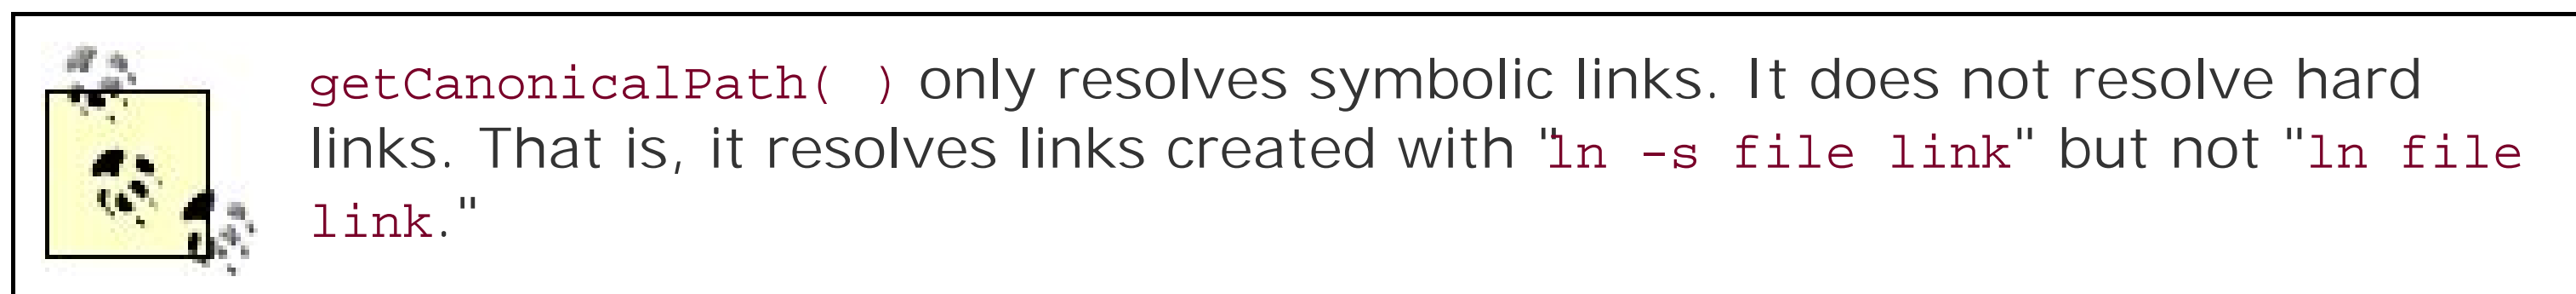 getCanonicalPath( ) only resolves symbolic links. It does not resolve hard
links. That is, it resolves links created with "ln -s file link" but not "ln file
link."